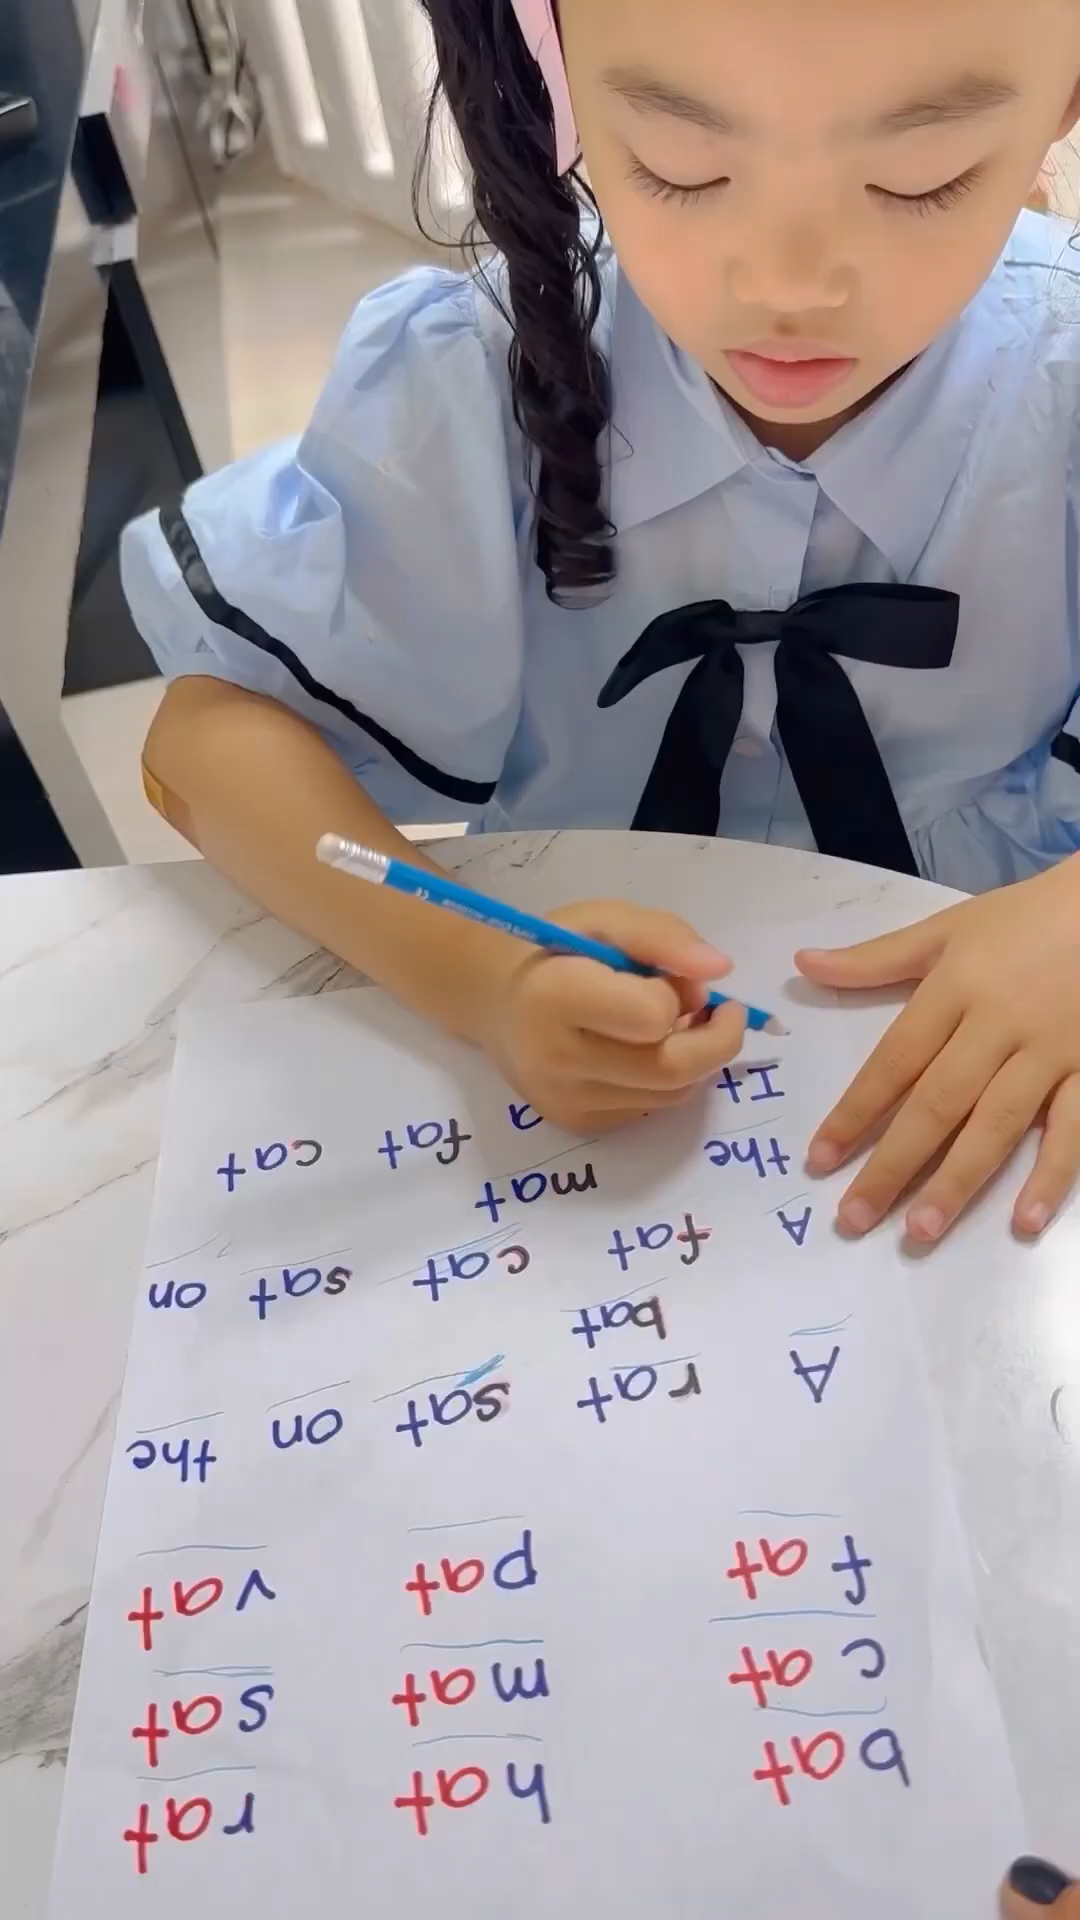 bat hat rat
cat mat sat
fat pat vat
A rat sat on the
bat
A fat cat sat on
the mat
It a fat cat